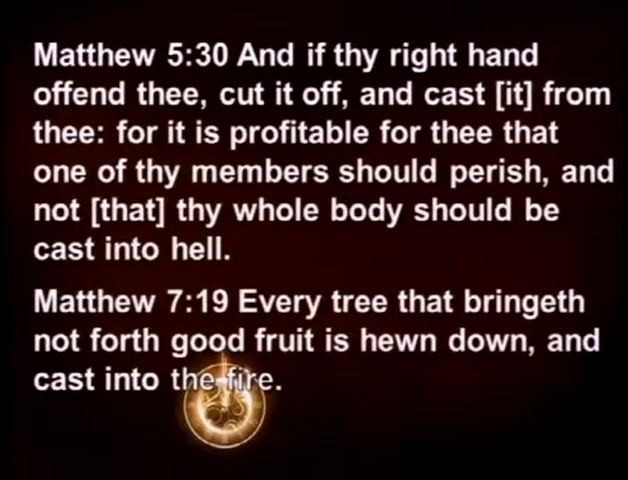 Matthew 5:30 And if thy right hand
offend thee, cut it off, and cast [it] from
thee: for it is profitable for thee that
one of thy members should perish, and
not [that] thy whole body should be
cast into hell.
Matthew 7:19 Every tree that bringeth
not forth good fruit is hewn down, and
cast into the fire.